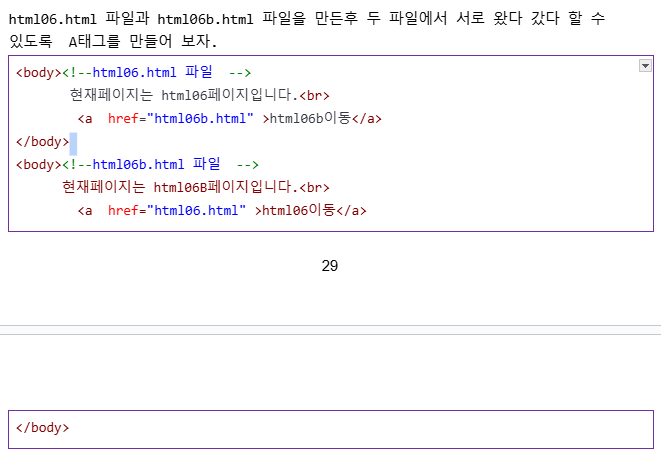 html06.html 파일과 html06b.html 파일을 만든후 두 파일에서 서로 왔다 갔다 할 수
있도록  A태그를 만들어 보자.
<body><!--html06.html 파일  -->
현재페이지는 html06페이지입니다.<br>
<a  href="html06b.html" >html06b이동</a>
</body>
<body><!--html06b.html 파일  -->
현재페이지는 html06B페이지입니다.<br>
<a  href="html06.html" >html06이동</a>
29
</body>